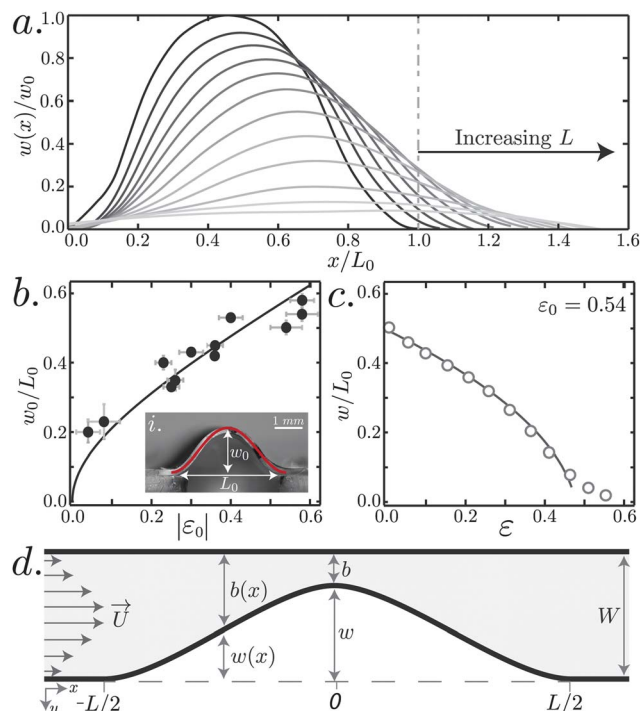 a.
w(x)/w₀
1.0
0.8
0.6
0.4
0.2
0
Increasing L
0.0 0.2 0.4 0.6 0.8 1.0 1.2 1.4 1.6
x/L₀
b.
w₀/L₀
0.6
0.4
0.2
0.0
i.
1 mm
w₀
L₀
0 0.2 0.4 0.6
|ε₀|
c.
ε₀ = 0.54
w/L₀
0.6
0.4
0.2
0.0
0 0.2 0.4 0.6
ε
d.
U
b(x)
b
w(x)
w
W
x
y
-L/2
0
L/2